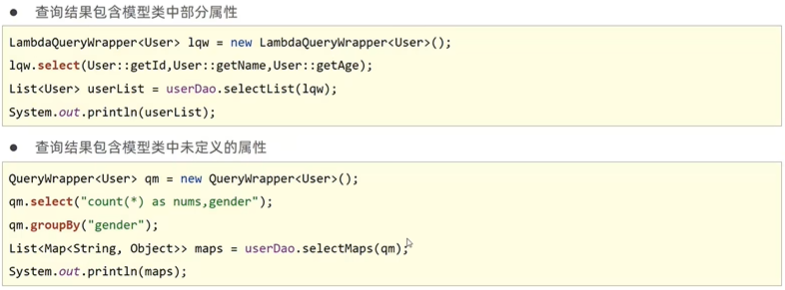 ● 查询结果包含模型类中部分属性
LambdaQueryWrapper<User> lqw = new LambdaQueryWrapper<User>();
lqw.select(User::getId,User::getName,User::getAge);
List<User> userList = userDao.selectList(lqw);
System.out.println(userList);
● 查询结果包含模型类中未定义的属性
QueryWrapper<User> qm = new QueryWrapper<User>();
qm.select("count(*) as nums,gender");
qm.groupBy("gender");
List<Map<String, Object>> maps = userDao.selectMaps(qm);
System.out.println(maps);